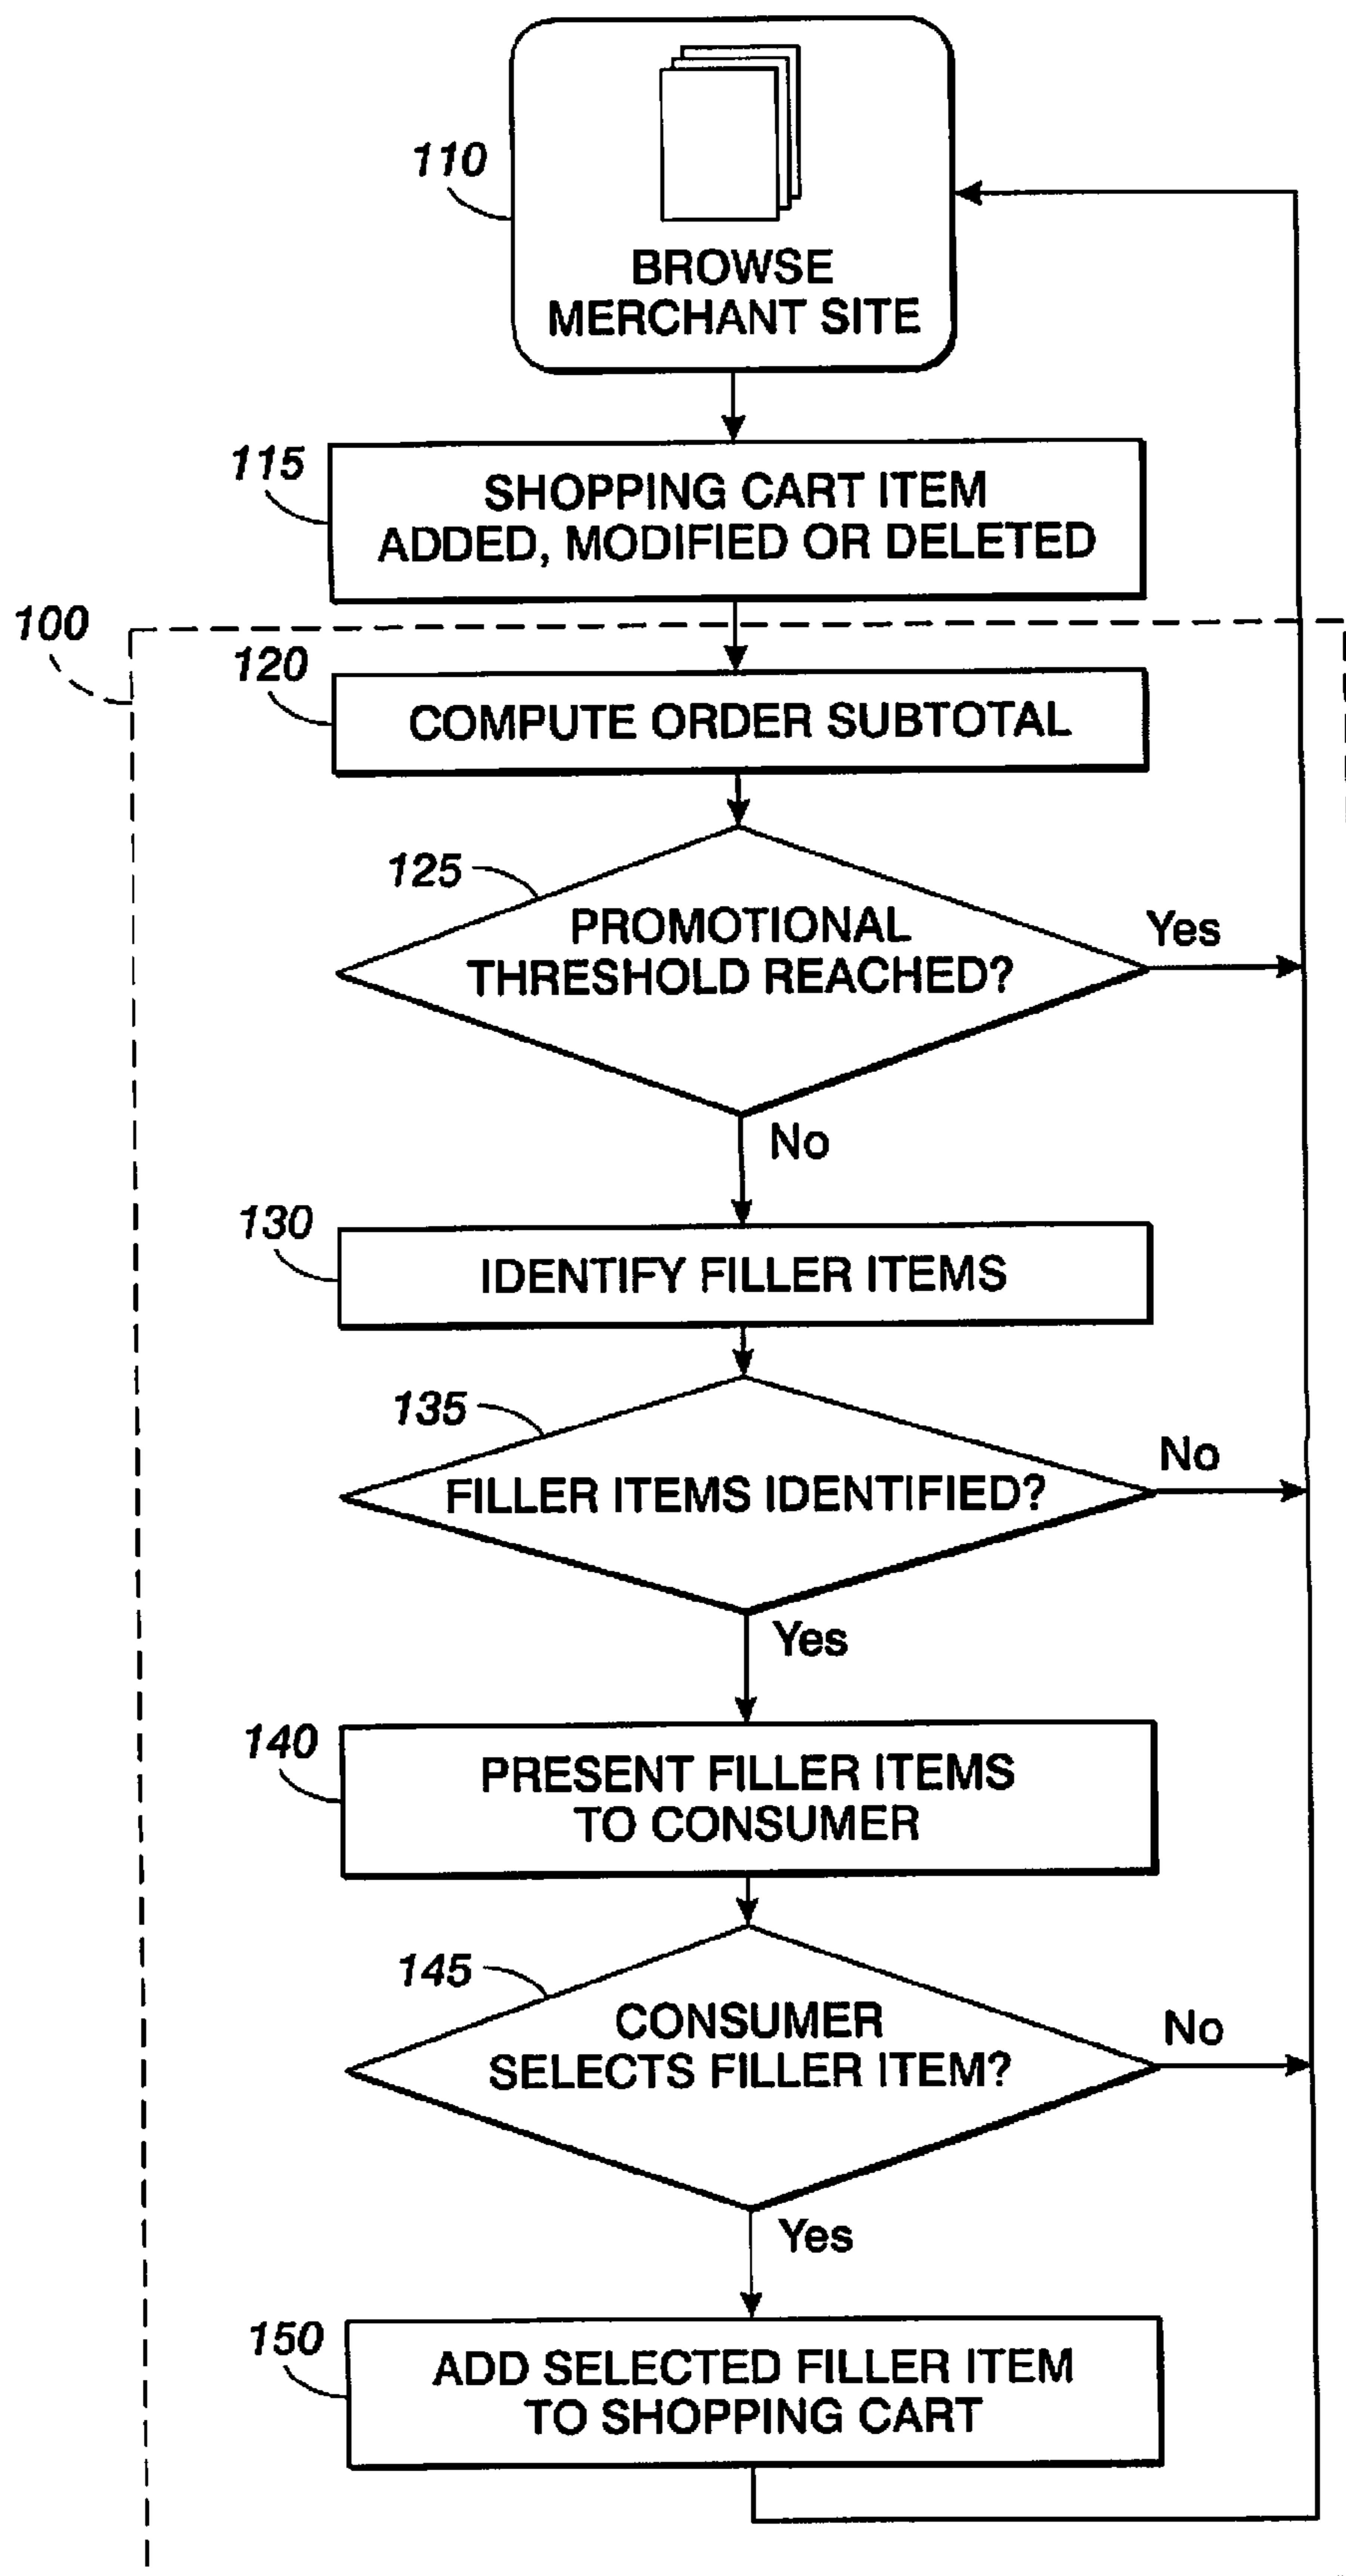 110
BROWSE
MERCHANT SITE
115
SHOPPING CART ITEM
ADDED, MODIFIED OR DELETED
100
120
COMPUTE ORDER SUBTOTAL
125
PROMOTIONAL
THRESHOLD REACHED?
Yes
No
130
IDENTIFY FILLER ITEMS
135
FILLER ITEMS IDENTIFIED?
No
Yes
140
PRESENT FILLER ITEMS
TO CONSUMER
145
CONSUMER
SELECTS FILLER ITEM?
No
Yes
150
ADD SELECTED FILLER ITEM
TO SHOPPING CART